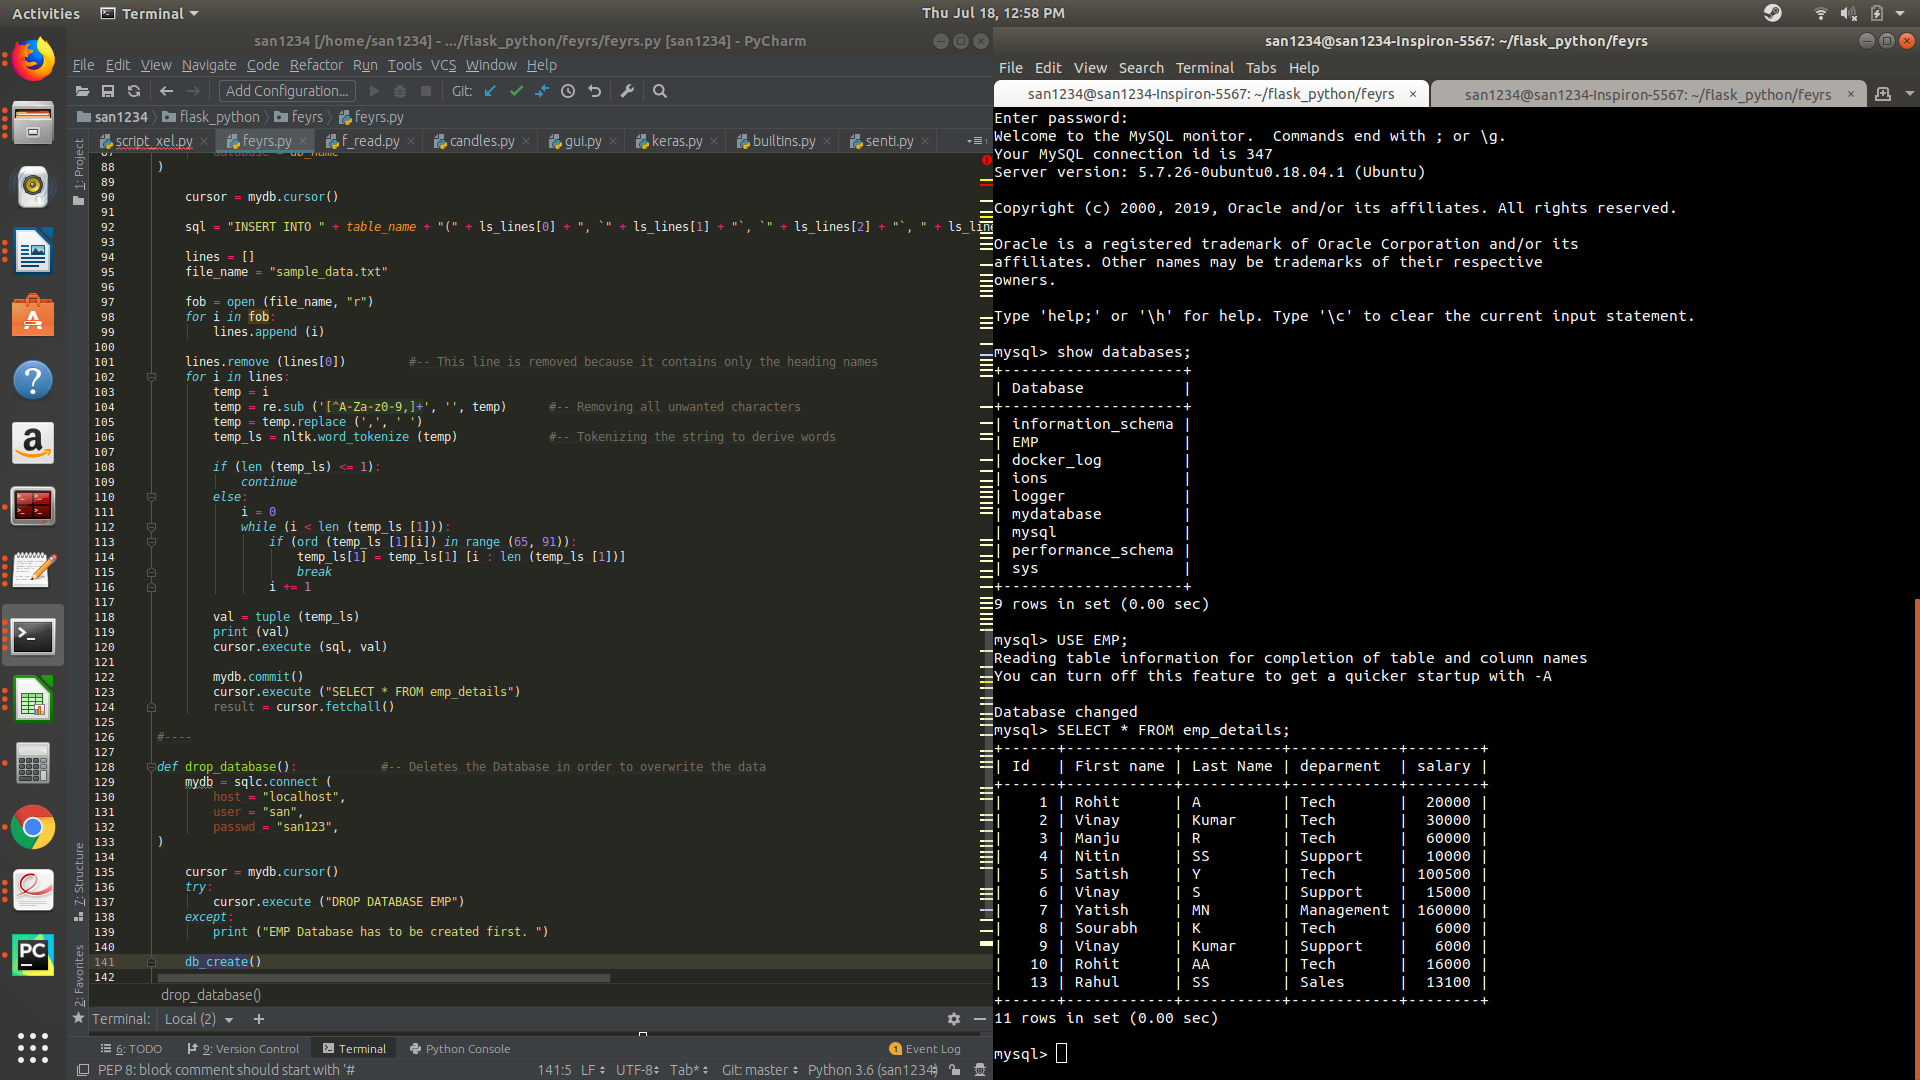 Activities Terminal Thu Jul 18, 12:58 PM
san1234 [/home/san1234] - .../flask_python/feyrs/feyrs.py [san1234] - PyCharm
File Edit View Navigate Code Refactor Run Tools VCS Window Help
Add Configuration... Git:
san1234 flask_python feyrs feyrs.py
script_xel.py feyrs.py f_read.py candles.py gui.py keras.py builtins.py senti.py
1: Project
7: Structure
2: Favorites
88 )
89
90 cursor = mydb.cursor()
91
92 sql = "INSERT INTO " + table_name + "(" + ls_lines[0] + ", `" + ls_lines[1] + "`, `" + ls_lines[2] + "`, " + ls_line
93
94 lines = []
95 file_name = "sample_data.txt"
96
97 fob = open (file_name, "r")
98 for i in fob:
99 lines.append (i)
100
101 lines.remove (lines[0]) #-- This line is removed because it contains only the heading names
102 for i in lines:
103 temp = i
104 temp = re.sub ('[^A-Za-z0-9,]+', '', temp) #-- Removing all unwanted characters
105 temp = temp.replace (',', ' ')
106 temp_ls = nltk.word_tokenize (temp) #-- Tokenizing the string to derive words
107
108 if (len (temp_ls) <= 1):
109 continue
110 else:
111 i = 0
112 while (i < len (temp_ls [1])):
113 if (ord (temp_ls [1][i]) in range (65, 91)):
114 temp_ls[1] = temp_ls[1] [i : len (temp_ls [1])]
115 break
116 i += 1
117
118 val = tuple (temp_ls)
119 print (val)
120 cursor.execute (sql, val)
121
122 mydb.commit()
123 cursor.execute ("SELECT * FROM emp_details")
124 result = cursor.fetchall()
125
126 #----
127
128 def drop_database(): #-- Deletes the Database in order to overwrite the data
129 mydb = sqlc.connect (
130 host = "localhost",
131 user = "san",
132 passwd = "san123",
133 )
134
135 cursor = mydb.cursor()
136 try:
137 cursor.execute ("DROP DATABASE EMP")
138 except:
139 print ("EMP Database has to be created first. ")
140
141 db_create()
142
drop_database()
Terminal: Local (2) +
6: TODO 9: Version Control Terminal Python Console 1 Event Log
PEP 8: block comment should start with '# 141:5 LF UTF-8 Tab* Git: master Python 3.6 (san1234)
san1234@san1234-Inspiron-5567: ~/flask_python/feyrs
File Edit View Search Terminal Tabs Help
san1234@san1234-Inspiron-5567: ~/flask_python/feyrs × san1234@san1234-Inspiron-5567: ~/flask_python/feyrs ×
Enter password:
Welcome to the MySQL monitor.  Commands end with ; or \g.
Your MySQL connection id is 347
Server version: 5.7.26-0ubuntu0.18.04.1 (Ubuntu)
Copyright (c) 2000, 2019, Oracle and/or its affiliates. All rights reserved.
Oracle is a registered trademark of Oracle Corporation and/or its
affiliates. Other names may be trademarks of their respective
owners.
Type 'help;' or '\h' for help. Type '\c' to clear the current input statement.
mysql> show databases;
+--------------------+
| Database           |
+--------------------+
| information_schema |
| EMP                |
| docker_log         |
| ions               |
| logger             |
| mydatabase         |
| mysql              |
| performance_schema |
| sys                |
+--------------------+
9 rows in set (0.00 sec)
mysql> USE EMP;
Reading table information for completion of table and column names
You can turn off this feature to get a quicker startup with -A
Database changed
mysql> SELECT * FROM emp_details;
+------+------------+-----------+------------+--------+
| Id   | First name | Last Name | deparment  | salary |
+------+------------+-----------+------------+--------+
|    1 | Rohit      | A         | Tech       |  20000 |
|    2 | Vinay      | Kumar     | Tech       |  30000 |
|    3 | Manju      | R         | Tech       |  60000 |
|    4 | Nitin      | SS        | Support    |  10000 |
|    5 | Satish     | Y         | Tech       | 100500 |
|    6 | Vinay      | S         | Support    |  15000 |
|    7 | Yatish     | MN        | Management | 160000 |
|    8 | Sourabh    | K         | Tech       |   6000 |
|    9 | Vinay      | Kumar     | Support    |   6000 |
|   10 | Rohit      | AA        | Tech       |  16000 |
|   13 | Rahul      | SS        | Sales      |  13100 |
+------+------------+-----------+------------+--------+
11 rows in set (0.00 sec)
mysql>